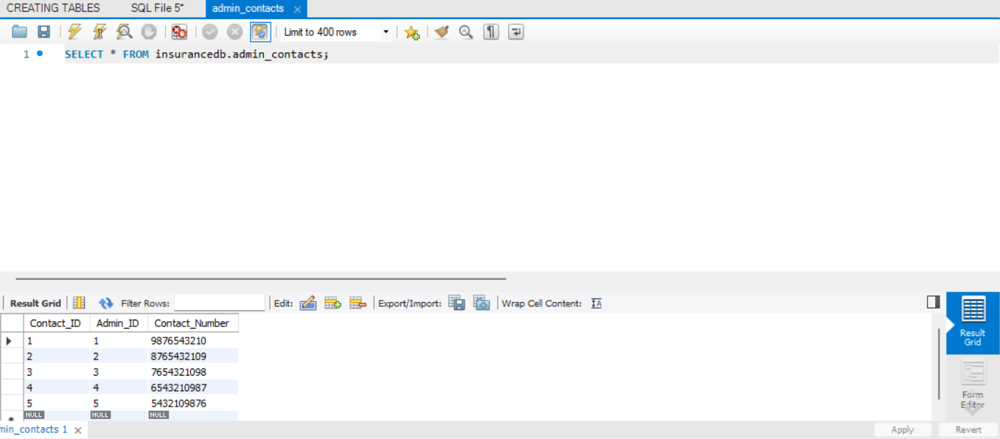 CREATING TABLES SQL File 5* admin_contacts
Limit to 400 rows
1 SELECT * FROM insurancedb.admin_contacts;
Result Grid Filter Rows: Edit: Export/Import: Wrap Cell Content:
Contact_ID Admin_ID Contact_Number
1 1 9876543210
2 2 8765432109
3 3 7654321098
4 4 6543210987
5 5 5432109876
NULL NULL NULL
Result
Grid
Form
Editor
min_contacts 1 Apply Revert